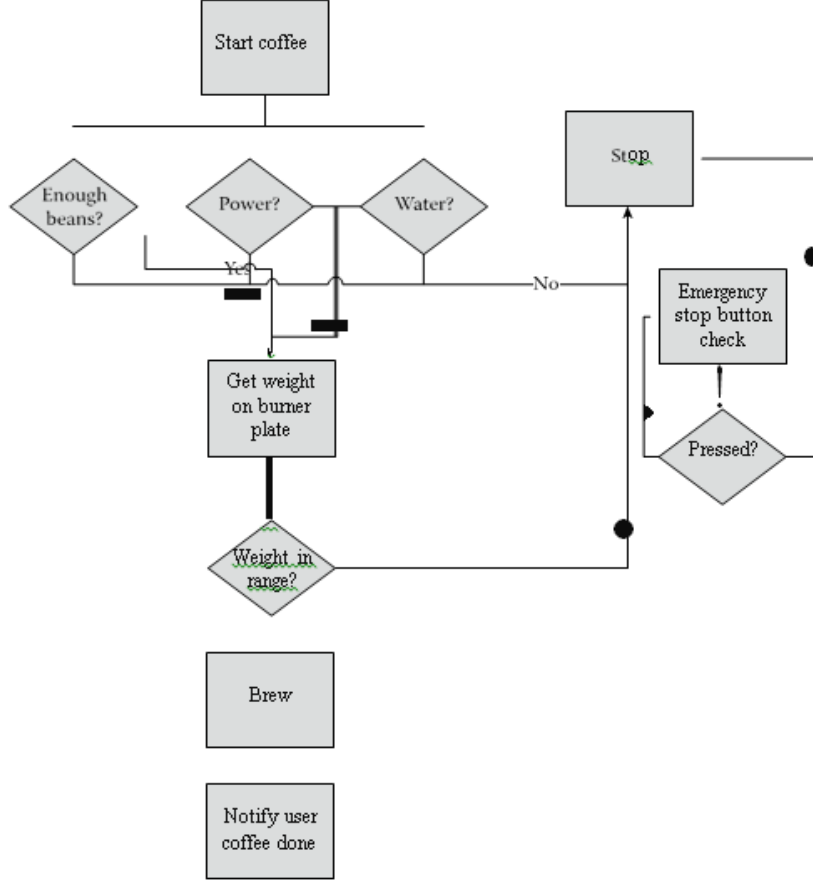 Start coffee
Stop
Enough
beans?
Power?
Water?
Yes
No
Emergency
stop button
check
Get weight
on burner
plate
Pressed?
Weight in
range?
Brew
Notify user
coffee done